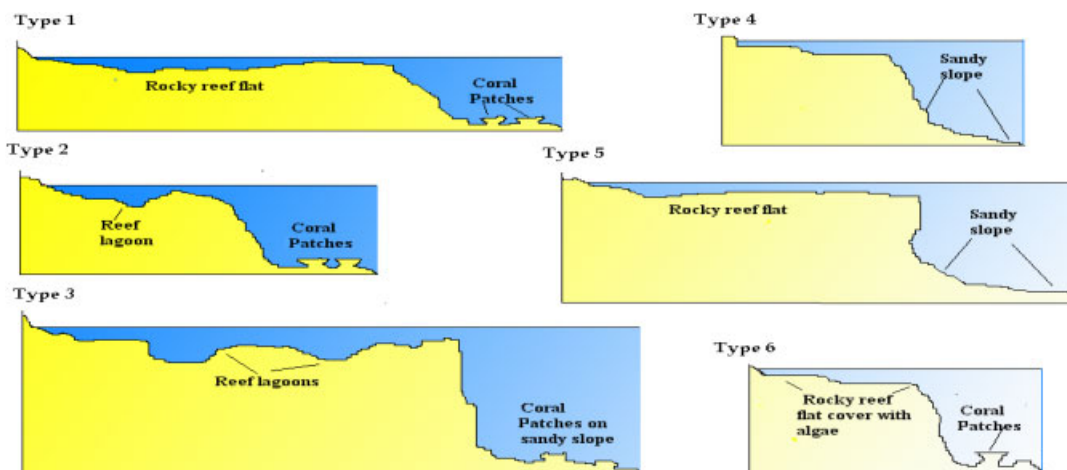 Type 1
Rocky reef flat
Coral
Patches
Type 2
Reef
lagoon
Coral
Patches
Type 3
Reef lagoons
Coral
Patches on
sandy slope
Type 4
Sandy
slope
Type 5
Rocky reef flat
Sandy
slope
Type 6
Rocky reef
flat cover with
algae
Coral
Patches